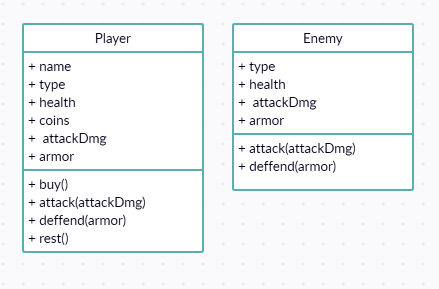 Player
+ name
+ type
+ health
+ coins
+ attackDmg
+ armor
+ buy()
+ attack(attackDmg)
+ deffend(armor)
+ rest()
Enemy
+ type
+ health
+ attackDmg
+ armor
+ attack(attackDmg)
+ deffend(armor)